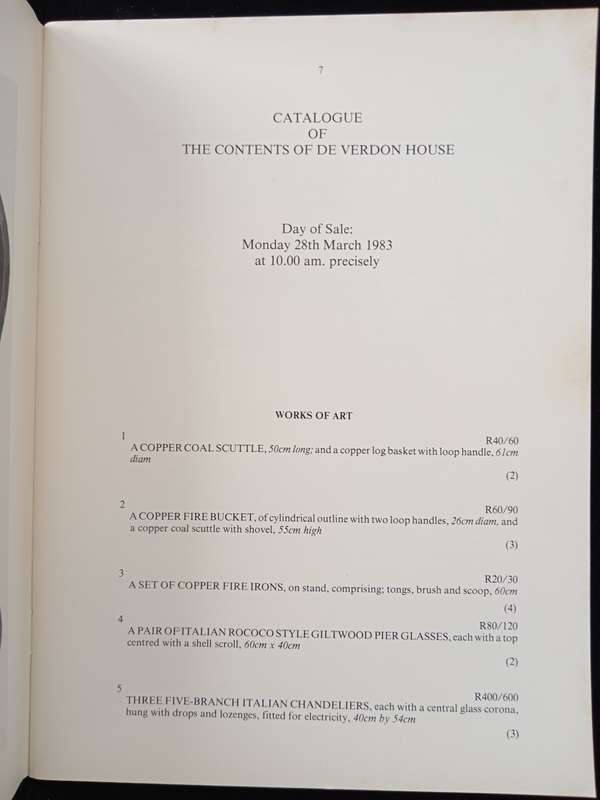 7
CATALOGUE
OF
THE CONTENTS OF DE VERDON HOUSE
Day of Sale:
Monday 28th March 1983
at 10.00 am. precisely
WORKS OF ART
1
R40/60
A COPPER COAL SCUTTLE, 50cm long; and a copper log basket with loop handle, 61cm
diam
(2)
2
R60/90
A COPPER FIRE BUCKET, of cylindrical outline with two loop handles, 26cm diam, and
a copper coal scuttle with shovel, 55cm high
(3)
3
R20/30
A SET OF COPPER FIRE IRONS, on stand, comprising; tongs, brush and scoop, 60cm
(4)
4
R80/120
A PAIR OF ITALIAN ROCOCO STYLE GILTWOOD PIER GLASSES, each with a top
centred with a shell scroll, 60cm x 40cm
(2)
5
R400/600
THREE FIVE-BRANCH ITALIAN CHANDELIERS, each with a central glass corona,
hung with drops and lozenges, fitted for electricity, 40cm by 54cm
(3)